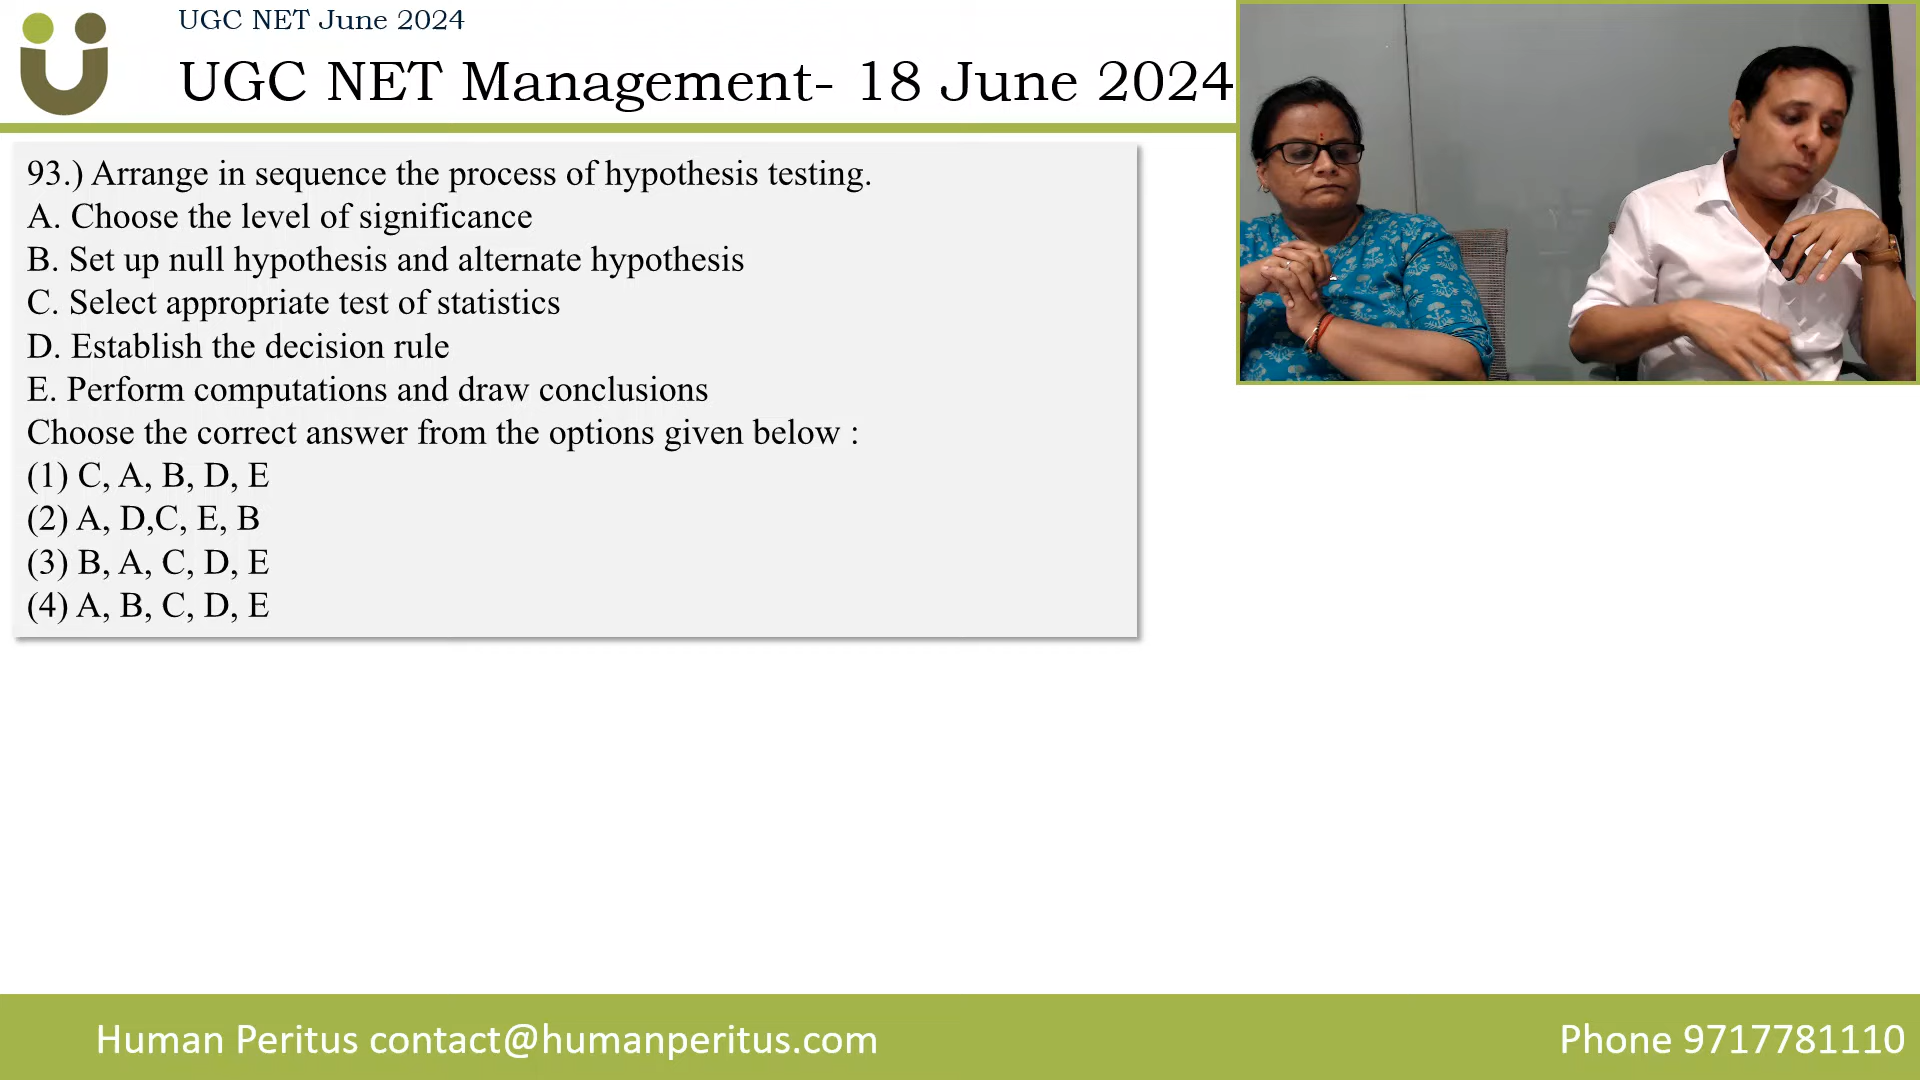 UGC NET June 2024
UGC NET Management- 18 June 2024
93.) Arrange in sequence the process of hypothesis testing.
A. Choose the level of significance
B. Set up null hypothesis and alternate hypothesis
C. Select appropriate test of statistics
D. Establish the decision rule
E. Perform computations and draw conclusions
Choose the correct answer from the options given below :
(1) C, A, B, D, E
(2) A, D,C, E, B
(3) B, A, C, D, E
(4) A, B, C, D, E
Human Peritus contact@humanperitus.com
Phone 9717781110